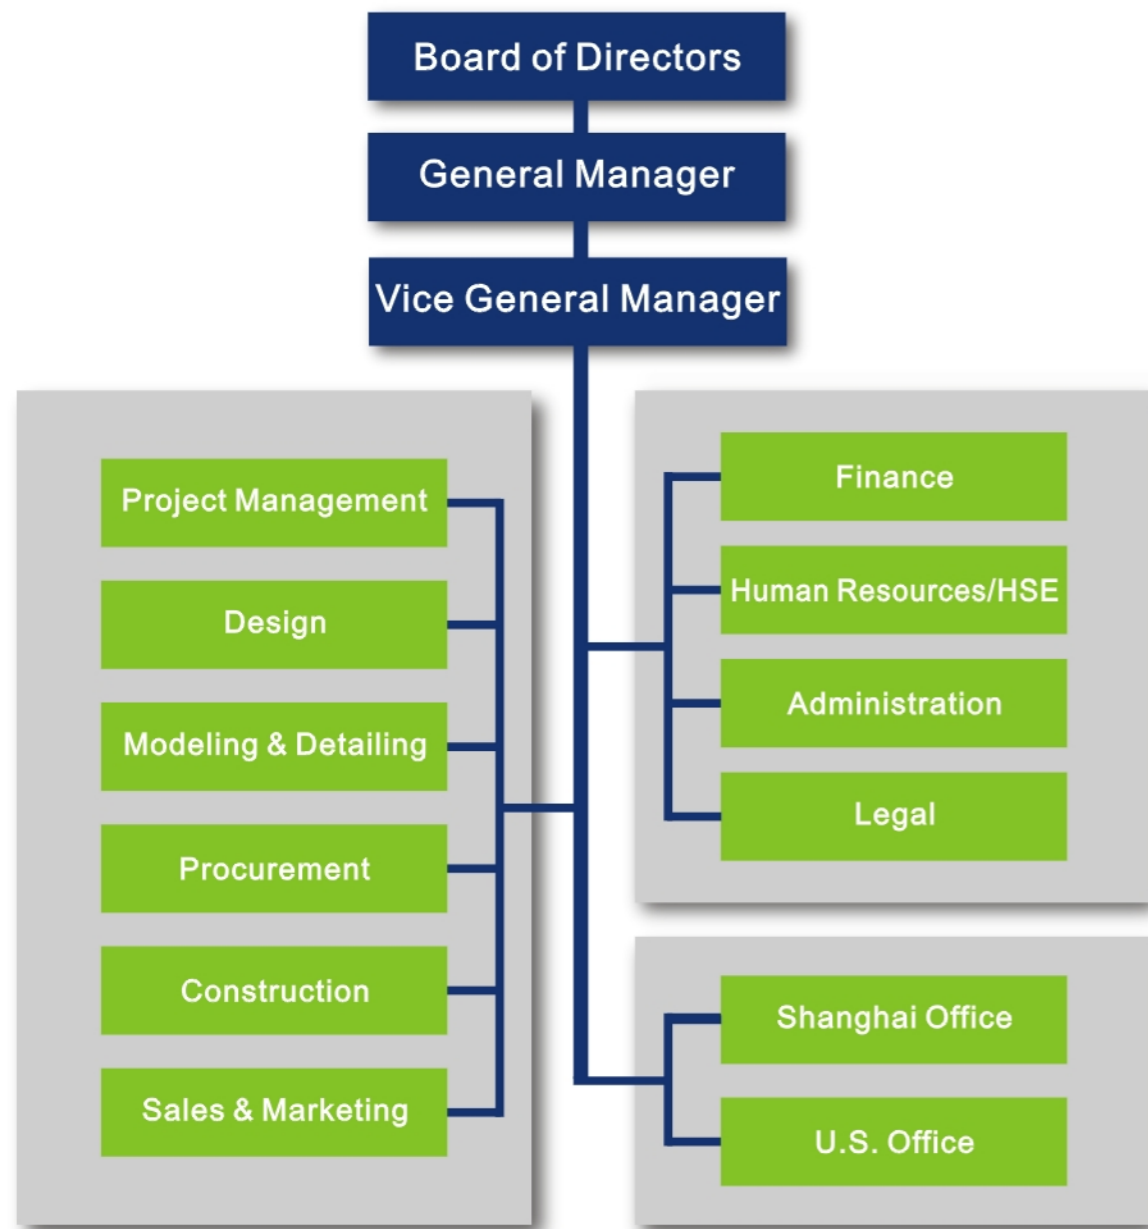 Board of Directors
General Manager
Vice General Manager
Project Management
Design
Modeling & Detailing
Procurement
Construction
Sales & Marketing
Finance
Human Resources/HSE
Administration
Legal
Shanghai Office
U.S. Office